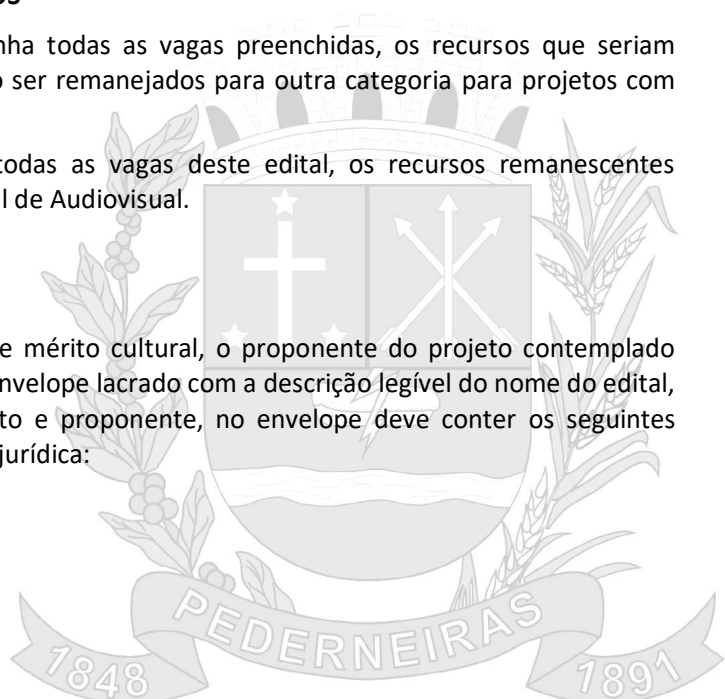 nha todas as vagas preenchidas, os recursos que seriam
o ser remanejados para outra categoria para projetos com
todas as vagas deste edital, os recursos remanescentes
l de Audiovisual.
e mérito cultural, o proponente do projeto contemplado
nvelope lacrado com a descrição legível do nome do edital,
to e proponente, no envelope deve conter os seguintes
jurídica:
PEDERNEIRAS
1848
1891